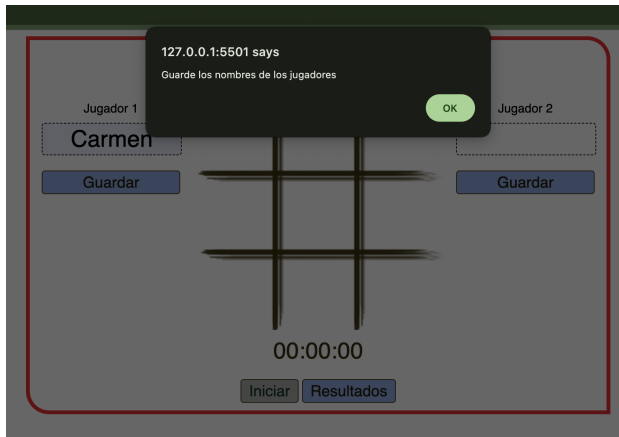 127.0.0.1:5501 says
Guarde los nombres de los jugadores
OK
Jugador 1
Jugador 2
Carmen
Guardar
Guardar
00:00:00
Iniciar
Resultados